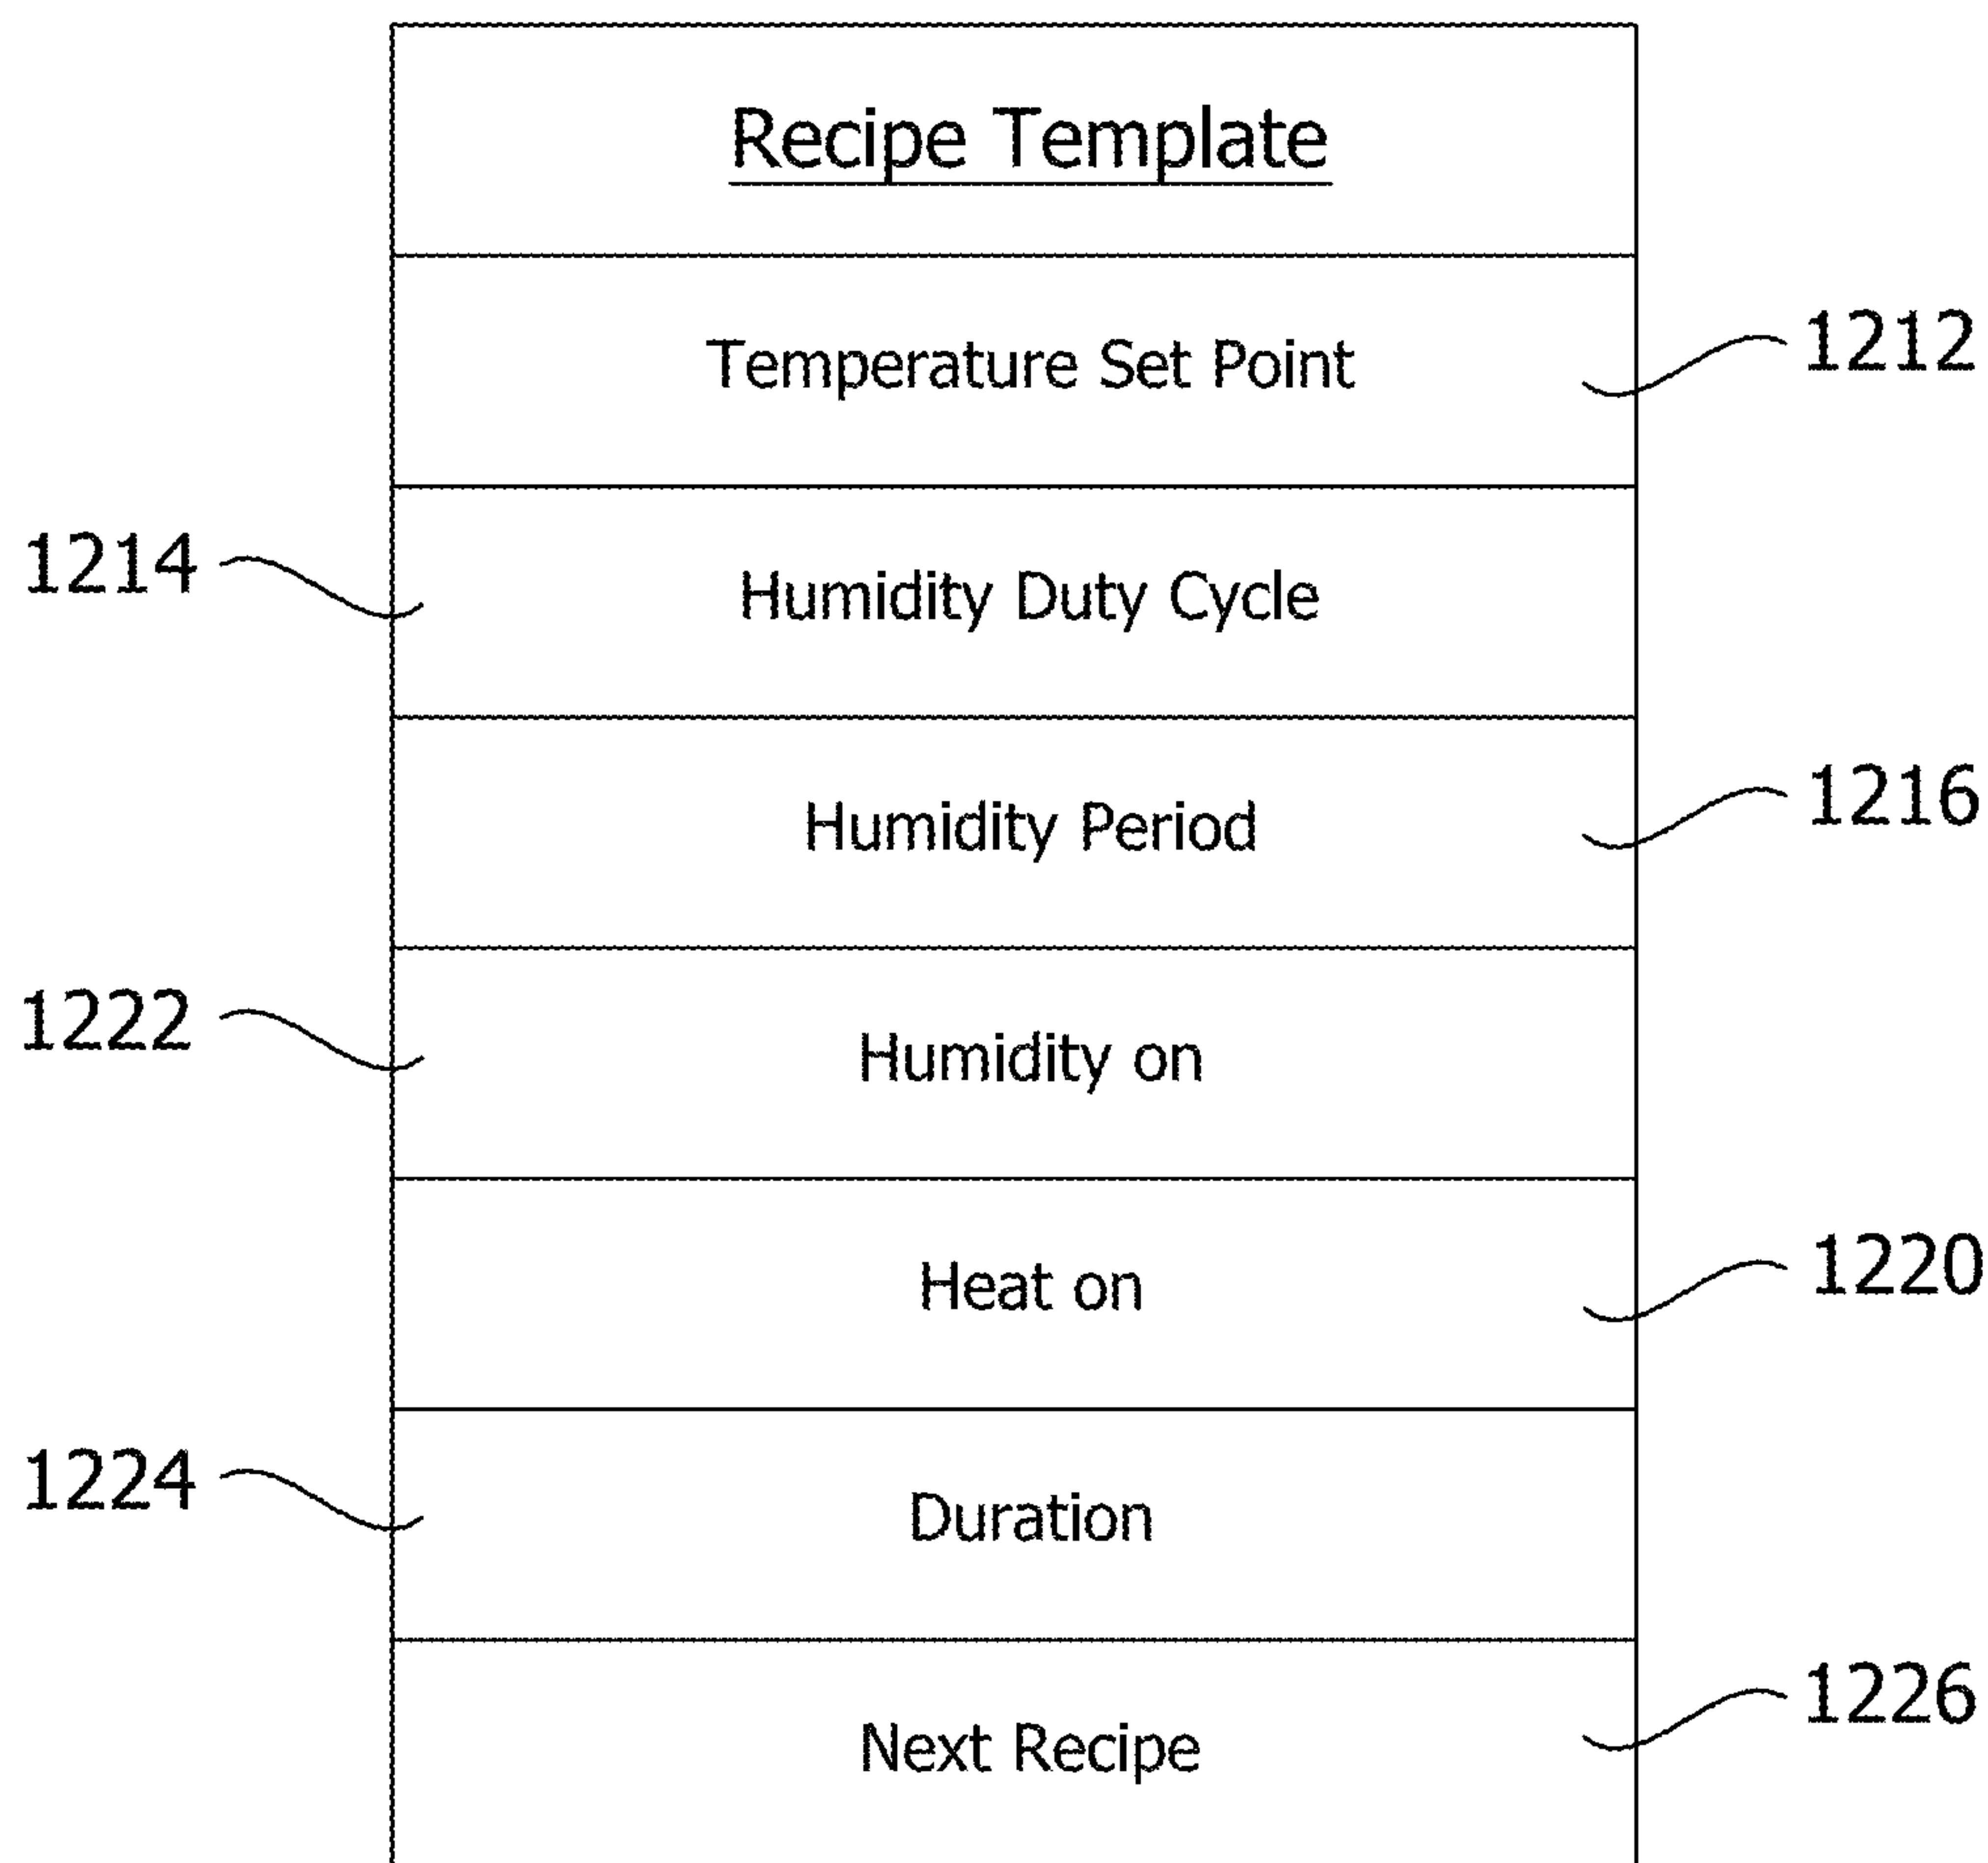 Recipe Template
Temperature Set Point
1212
1214
Humidity Duty Cycle
Humidity Period
1216
1222
Humidity on
Heat on
1220
1224
Duration
Next Recipe
1226